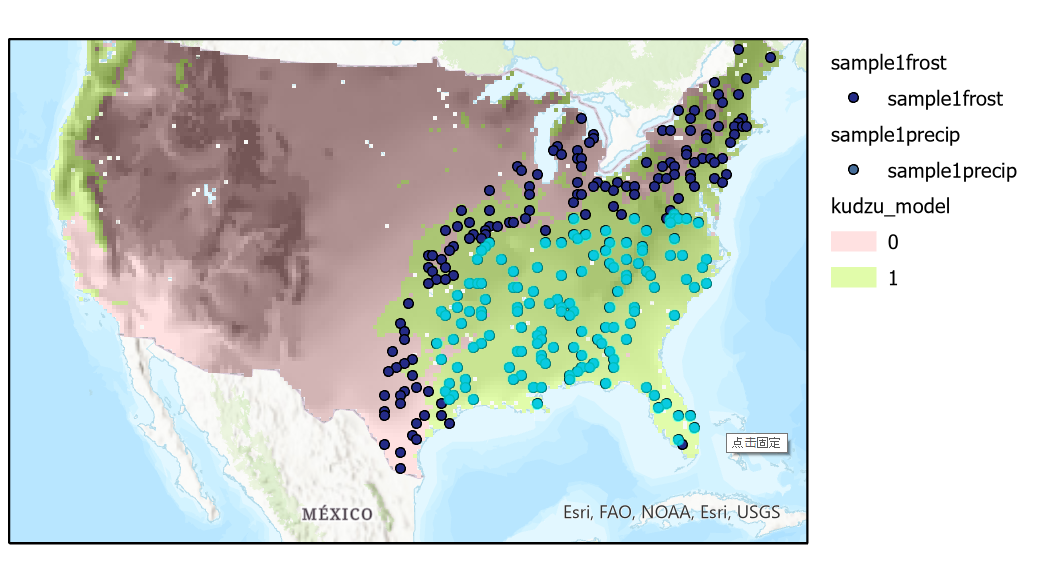 sample1frost
sample1frost
sample1precip
sample1precip
kudzu_model
0
1
点击固定
MÉXICO
Esri, FAO, NOAA, Esri, USGS